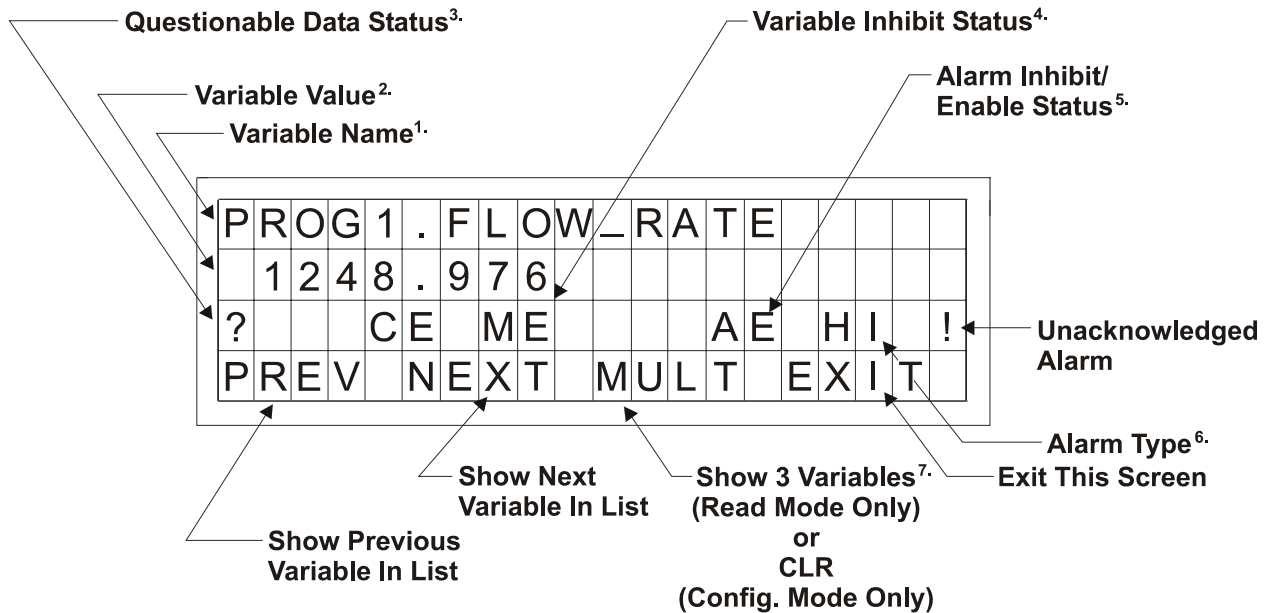 Questionable Data Status3.
Variable Inhibit Status4.
Alarm Inhibit/
Enable Status5.
Variable Value2.
Variable Name1.
PROG1.FLOW_RATE
1248.976
? CE ME AE HI !
PREV NEXT MULT EXIT
Unacknowledged
Alarm
Alarm Type6.
Exit This Screen
Show 3 Variables7.
(Read Mode Only)
or
CLR
(Config. Mode Only)
Show Next
Variable In List
Show Previous
Variable In List